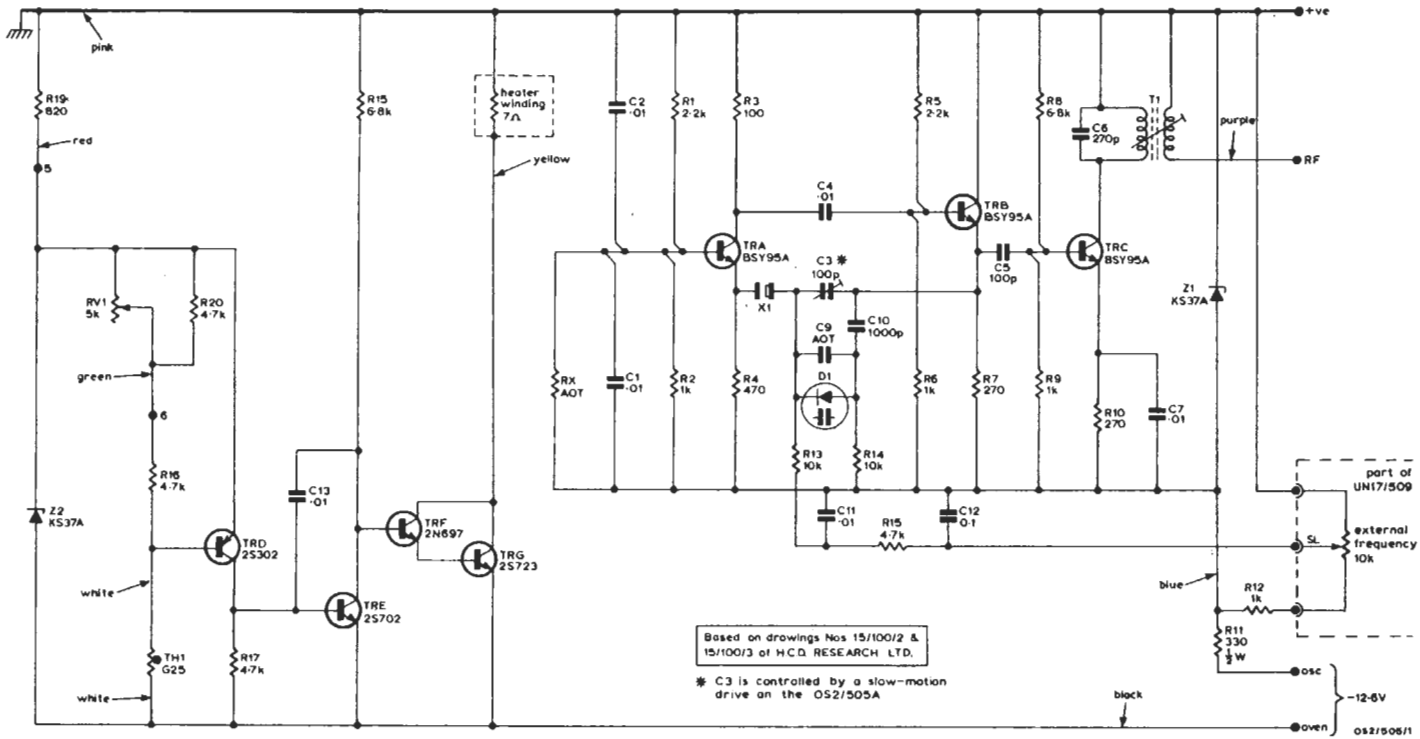 +ve
pink
R19
820
red
5
R15
6·8k
heater
winding
7Ω
yellow
C2
·01
R1
2·2k
R3
100
R5
2·2k
R8
6·8k
C6
270p
T1
purple
RF
C4
·01
TRA
BSY95A
TRB
BSY95A
C3 *
100p
X1
C5
100p
TRC
BSY95A
Z1
KS37A
RV1
5k
R20
4·7k
green
6
C10
1000p
C9
AOT
D1
RX
AOT
C1
·01
R2
1k
R4
470
R6
1k
R7
270
R9
1k
R10
270
C7
·01
R16
4·7k
C13
·01
R13
10k
R14
10k
C11
·01
R15
4·7k
C12
0·1
part of
UN17/509
SL
external
frequency
10k
Z2
KS37A
TRD
2S302
TRF
2N697
TRG
2S723
white
TRE
2S702
blue
R12
1k
R11
330
½W
TH1
G25
R17
4·7k
white
Based on drawings Nos 15/100/2 &
15/100/3 of H.C.D. RESEARCH LTD.
* C3 is controlled by a slow-motion
drive on the OS2/505A
black
osc
-12·6V
oven
OS2/505/1